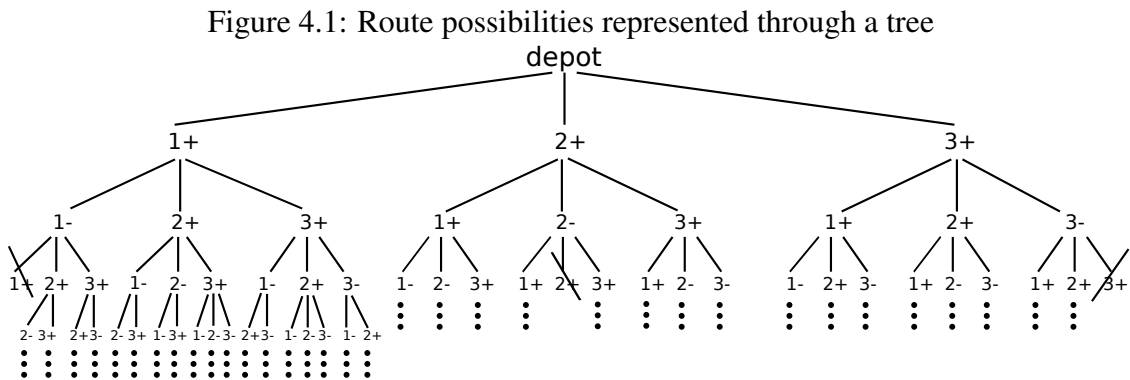 Figure 4.1: Route possibilities represented through a tree
depot
1+ 2+ 3+
1- 2+ 3+ 1+ 2- 3+ 1+ 2+ 3-
1+ 2+ 3+ 1- 2- 3+ 1- 2+ 3- 1- 2- 3+ 1+ 2+ 3+ 1+ 2- 3- 1- 2+ 3- 1+ 2- 3- 1+ 2+ 3+
2- 3+ 2+ 3- 2- 3+ 1- 3+ 1- 2- 3- 2+ 3- 1- 2- 3- 1- 2+